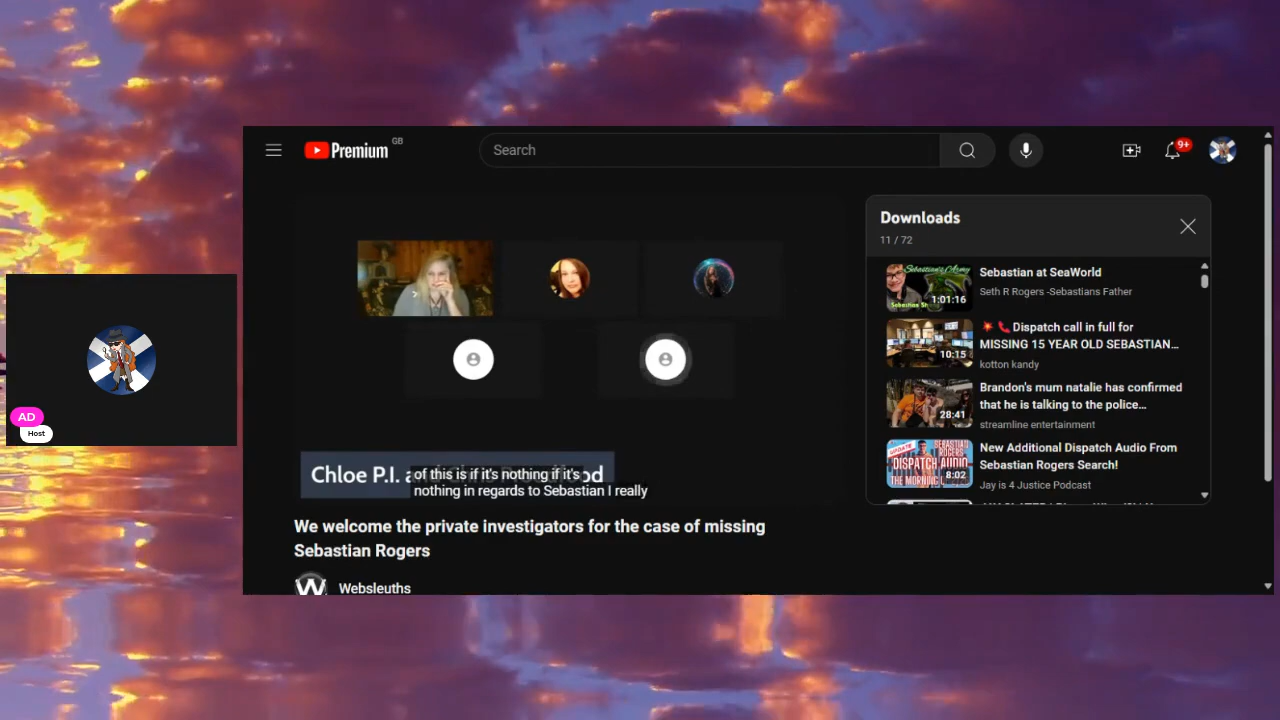 Premium GB
Search
9+
Downloads
11 / 72
Sebastian at SeaWorld
Seth R Rogers -Sebastians Father
1:01:16
💥 📞 Dispatch call in full for
MISSING 15 YEAR OLD SEBASTIAN...
kotton kandy
10:15
Brandon's mum natalie has confirmed
that he is talking to the police...
streamline entertainment
28:41
New Additional Dispatch Audio From
Sebastian Rogers Search!
Jay is 4 Justice Podcast
8:02
AD
Host
Chloe P.I. a
of this is if it's nothing if it's
nothing in regards to Sebastian I really
We welcome the private investigators for the case of missing
Sebastian Rogers
W
Websleuths